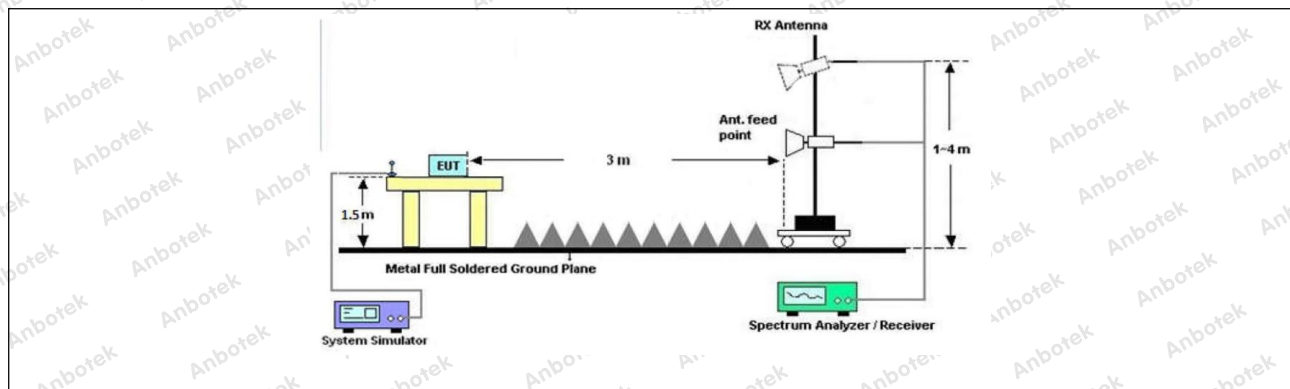 RX Antenna
Ant. feed
point
EUT
3 m
1~4 m
1.5 m
Metal Full Soldered Ground Plane
System Simulator
Spectrum Analyzer / Receiver
Anbotek